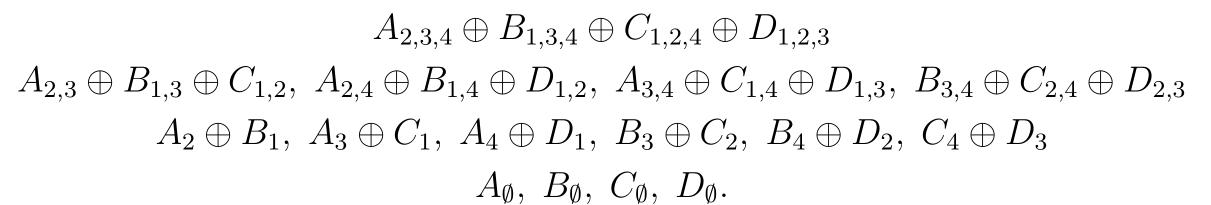 A_{2,3,4} ⊕ B_{1,3,4} ⊕ C_{1,2,4} ⊕ D_{1,2,3}
A_{2,3} ⊕ B_{1,3} ⊕ C_{1,2}, A_{2,4} ⊕ B_{1,4} ⊕ D_{1,2}, A_{3,4} ⊕ C_{1,4} ⊕ D_{1,3}, B_{3,4} ⊕ C_{2,4} ⊕ D_{2,3}
A_2 ⊕ B_1, A_3 ⊕ C_1, A_4 ⊕ D_1, B_3 ⊕ C_2, B_4 ⊕ D_2, C_4 ⊕ D_3
A_∅, B_∅, C_∅, D_∅.